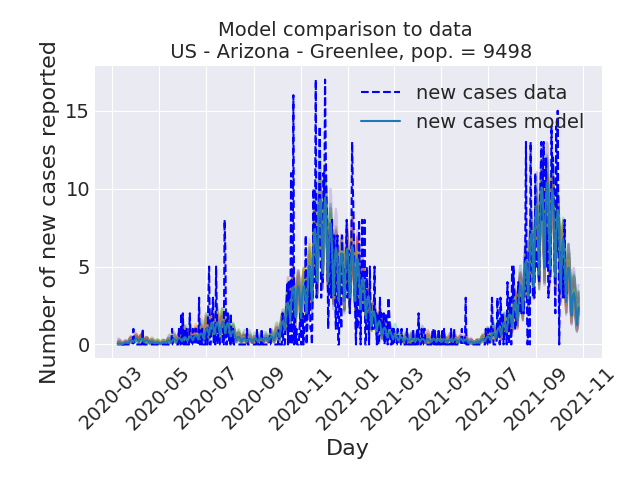 Model comparison to data
US - Arizona - Greenlee, pop. = 9498
new cases data
new cases model
Number of new cases reported
15
10
5
0
2020-03
2020-05
2020-07
2020-09
2020-11
2021-01
2021-03
2021-05
2021-07
2021-09
2021-11
Day